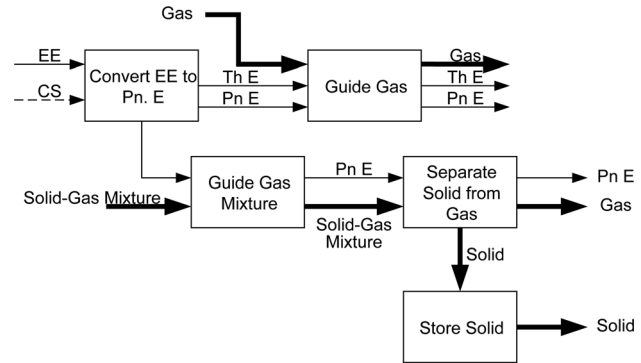 Gas
EE
CS
Convert EE to
Pn. E
Th E
Pn E
Guide Gas
Gas
Th E
Pn E
Solid-Gas Mixture
Guide Gas
Mixture
Pn E
Solid-Gas
Mixture
Separate
Solid from
Gas
Pn E
Gas
Solid
Store Solid
Solid